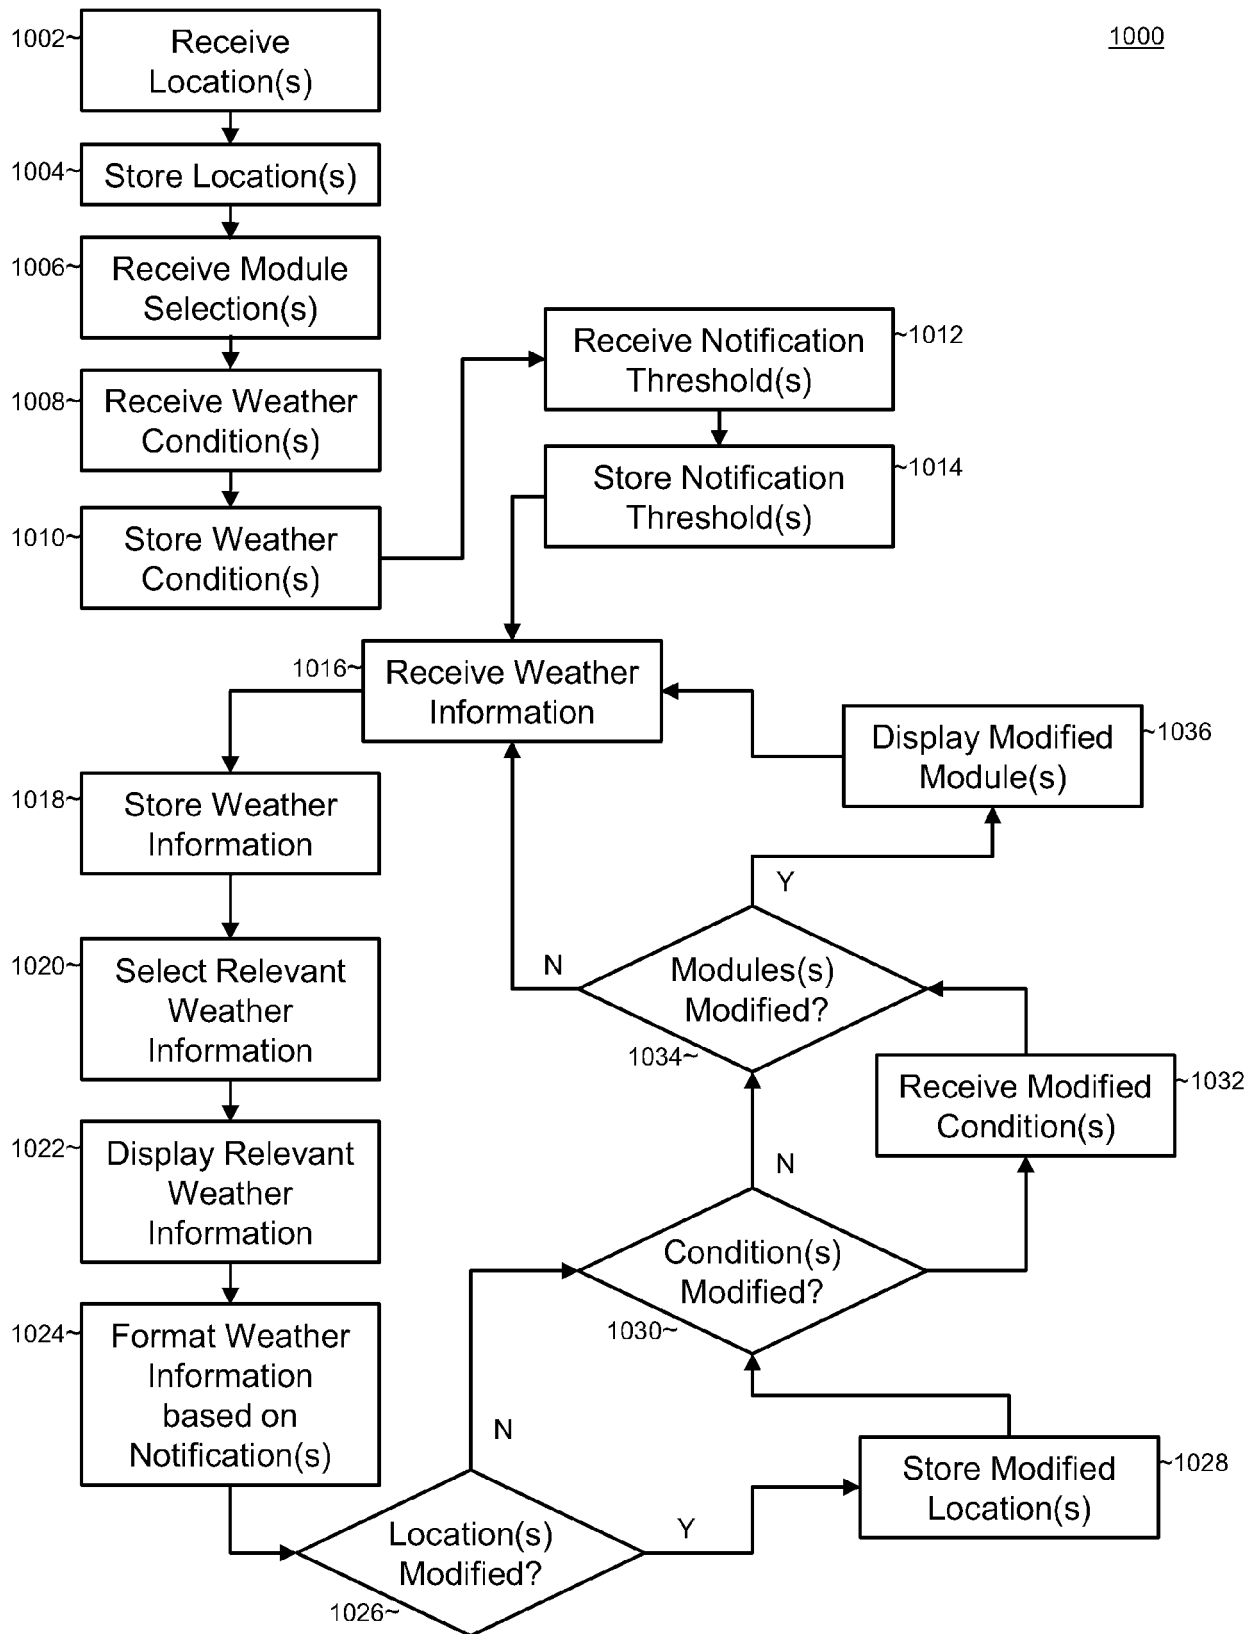 1000
1002~
Receive
Location(s)
1004~
Store Location(s)
1006~
Receive Module
Selection(s)
1008~
Receive Weather
Condition(s)
1010~
Store Weather
Condition(s)
Receive Notification
Threshold(s)
~1012
Store Notification
Threshold(s)
~1014
1016~
Receive Weather
Information
1018~
Store Weather
Information
1020~
Select Relevant
Weather
Information
1022~
Display Relevant
Weather
Information
1024~
Format Weather
Information
based on
Notification(s)
Location(s)
Modified?
1026~
N
Y
Store Modified
Location(s)
~1028
Condition(s)
Modified?
1030~
N
Receive Modified
Condition(s)
~1032
Modules(s)
Modified?
1034~
N
Y
Display Modified
Module(s)
~1036